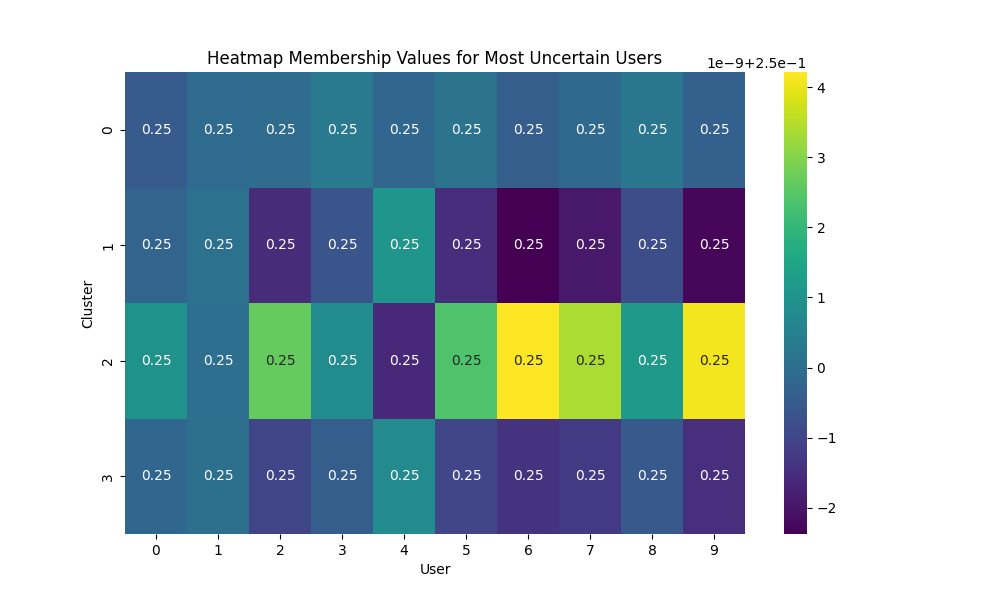 Heatmap Membership Values for Most Uncertain Users
1e−9+2.5e−1
Cluster
0 0.25 0.25 0.25 0.25 0.25 0.25 0.25 0.25 0.25 0.25
1 0.25 0.25 0.25 0.25 0.25 0.25 0.25 0.25 0.25 0.25
2 0.25 0.25 0.25 0.25 0.25 0.25 0.25 0.25 0.25 0.25
3 0.25 0.25 0.25 0.25 0.25 0.25 0.25 0.25 0.25 0.25
0 1 2 3 4 5 6 7 8 9
User
4
3
2
1
0
−1
−2